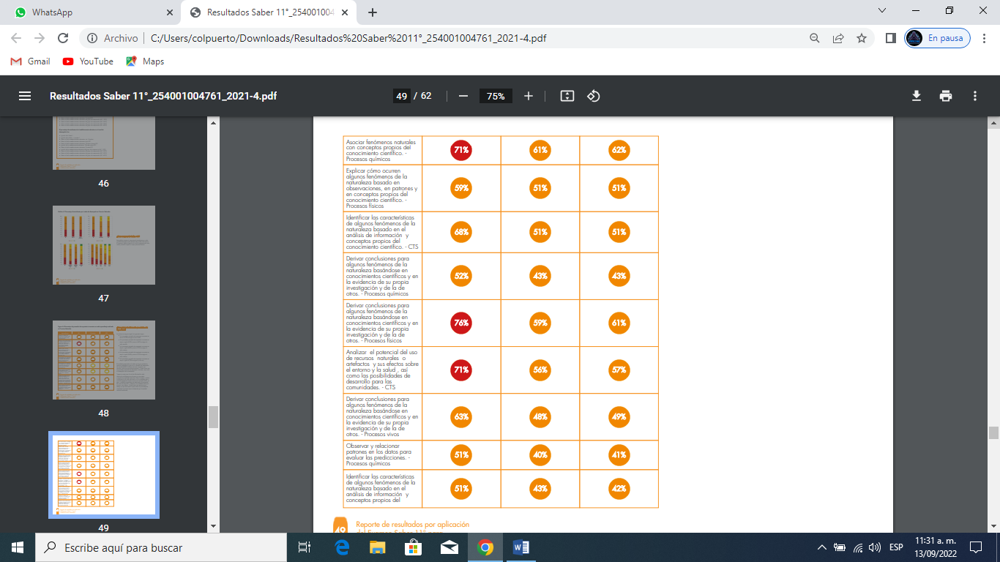 WhatsApp
Resultados Saber 11°_254001004
Archivo
C:/Users/colpuerto/Downloads/Resultados%20Saber%2011°_254001004761_2021-4.pdf
En pausa
Gmail
YouTube
Maps
Resultados Saber 11°_254001004761_2021-4.pdf
49 / 62
75%
46
47
48
49
Asociar fenómenos naturales
con conceptos propios del
conocimiento científico. -
Procesos químicos
71% 61% 62%
Explicar cómo ocurren
algunos fenómenos de la
naturaleza basado en
observaciones, en patrones y
en conceptos propios del
conocimiento científico. -
Procesos físicos
59% 51% 51%
Identificar las características
de algunos fenómenos de la
naturaleza basado en el
análisis de información y
conceptos propios del
conocimiento científico. - CTS
68% 51% 51%
Derivar conclusiones para
algunos fenómenos de la
naturaleza basándose en
conocimientos científicos y en
la evidencia de su propia
investigación y de la de
otros. - Procesos químicos
52% 43% 43%
Derivar conclusiones para
algunos fenómenos de la
naturaleza basándose en
conocimientos científicos y en
la evidencia de su propia
investigación y de la de
otros. - Procesos físicos
76% 59% 61%
Analizar el potencial del uso
de recursos naturales o
artefactos y sus efectos sobre
el entorno y la salud , así
como las posibilidades de
desarrollo para las
comunidades. - CTS
71% 56% 57%
Derivar conclusiones para
algunos fenómenos de la
naturaleza basándose en
conocimientos científicos y en
la evidencia de su propia
investigación y de la de
otros. - Procesos vivos
63% 48% 49%
Observar y relacionar
patrones en los datos para
evaluar las predicciones. -
Procesos químicos
51% 40% 41%
Identificar las características
de algunos fenómenos de la
naturaleza basado en el
análisis de información y
conceptos propios del
51% 43% 42%
49
Reporte de resultados por aplicación
del Examen Saber 11° para
Escribe aquí para buscar
ESP
11:31 a. m.
13/09/2022